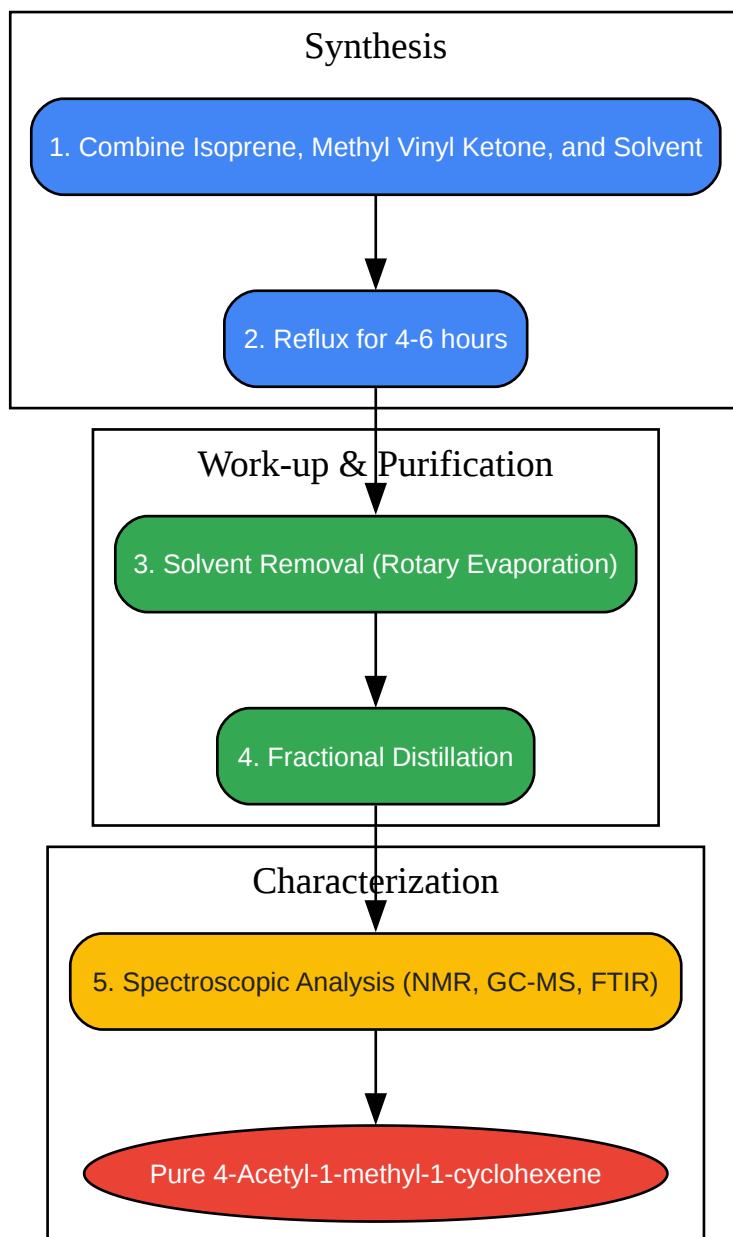 Synthesis
1. Combine Isoprene, Methyl Vinyl Ketone, and Solvent
2. Reflux for 4-6 hours
Work-up & Purification
3. Solvent Removal (Rotary Evaporation)
4. Fractional Distillation
Characterization
5. Spectroscopic Analysis (NMR, GC-MS, FTIR)
Pure 4-Acetyl-1-methyl-1-cyclohexene